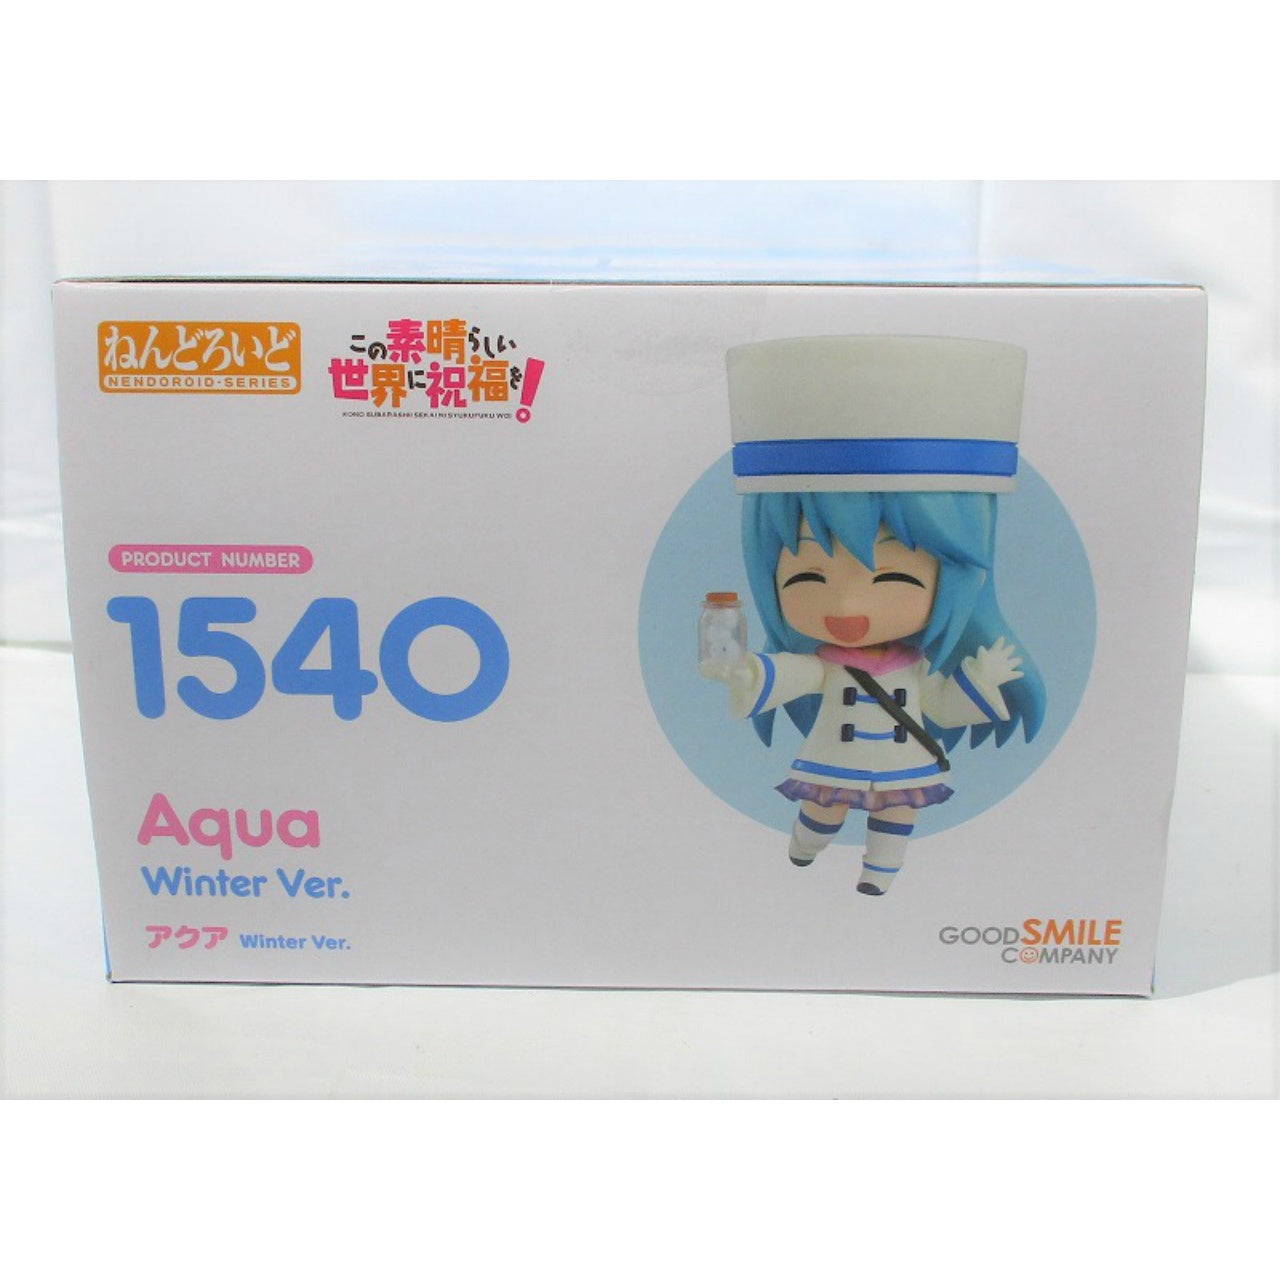 ねんどろいど
NENDOROID-SERIES
この素晴らしい
世界に祝福を!
KONO SUBARASHII SEKAI NI SYUKUFUKU WO!
PRODUCT NUMBER
1540
Aqua
Winter Ver.
アクア Winter Ver.
GOOD SMILE
COMPANY